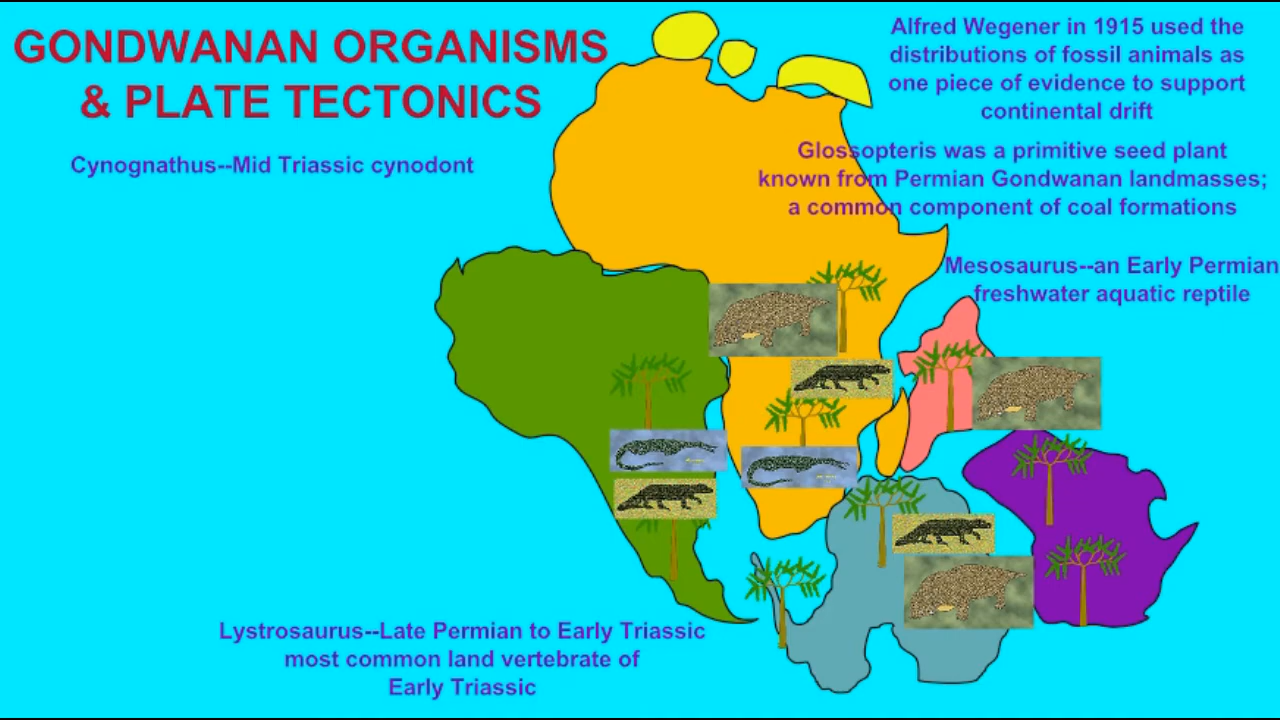 GONDWANAN ORGANISMS
& PLATE TECTONICS
Alfred Wegener in 1915 used the
distributions of fossil animals as
one piece of evidence to support
continental drift
Cynognathus--Mid Triassic cynodont
Glossopteris was a primitive seed plant
known from Permian Gondwanan landmasses;
a common component of coal formations
Mesosaurus--an Early Permian
freshwater aquatic reptile
Lystrosaurus--Late Permian to Early Triassic
most common land vertebrate of
Early Triassic